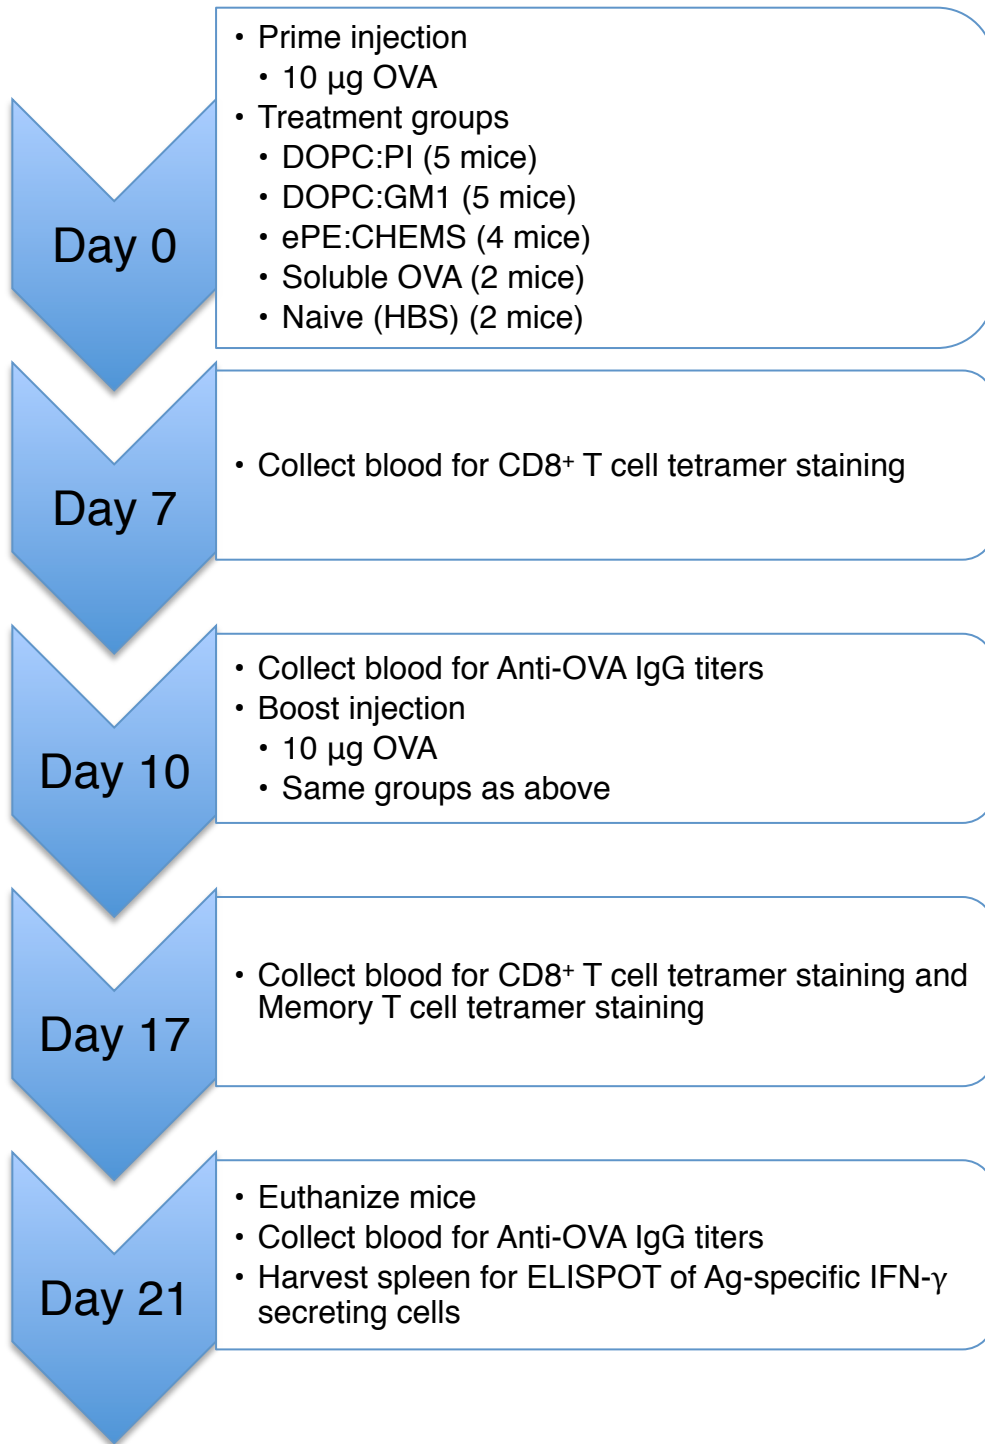 Day 0
• Prime injection
• 10 µg OVA
• Treatment groups
• DOPC:PI (5 mice)
• DOPC:GM1 (5 mice)
• ePE:CHEMS (4 mice)
• Soluble OVA (2 mice)
• Naive (HBS) (2 mice)
Day 7
• Collect blood for CD8⁺ T cell tetramer staining
Day 10
• Collect blood for Anti-OVA IgG titers
• Boost injection
• 10 µg OVA
• Same groups as above
Day 17
• Collect blood for CD8⁺ T cell tetramer staining and
Memory T cell tetramer staining
Day 21
• Euthanize mice
• Collect blood for Anti-OVA IgG titers
• Harvest spleen for ELISPOT of Ag-specific IFN-γ
secreting cells